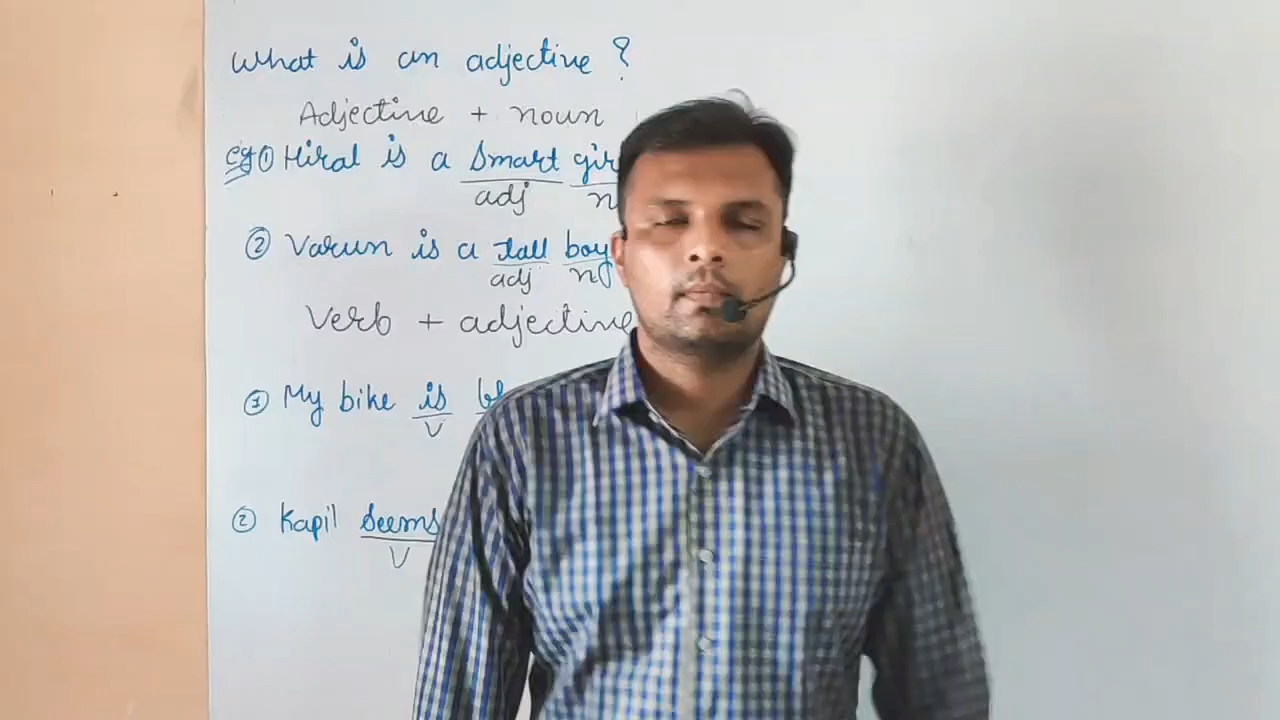 What is an adjective ?
Adjective + noun
eg ① Hiral is a smart
adj n
② Varun is a tall boy
adj n
Verb + adjective
① My bike is
V
② Kapil seems
V